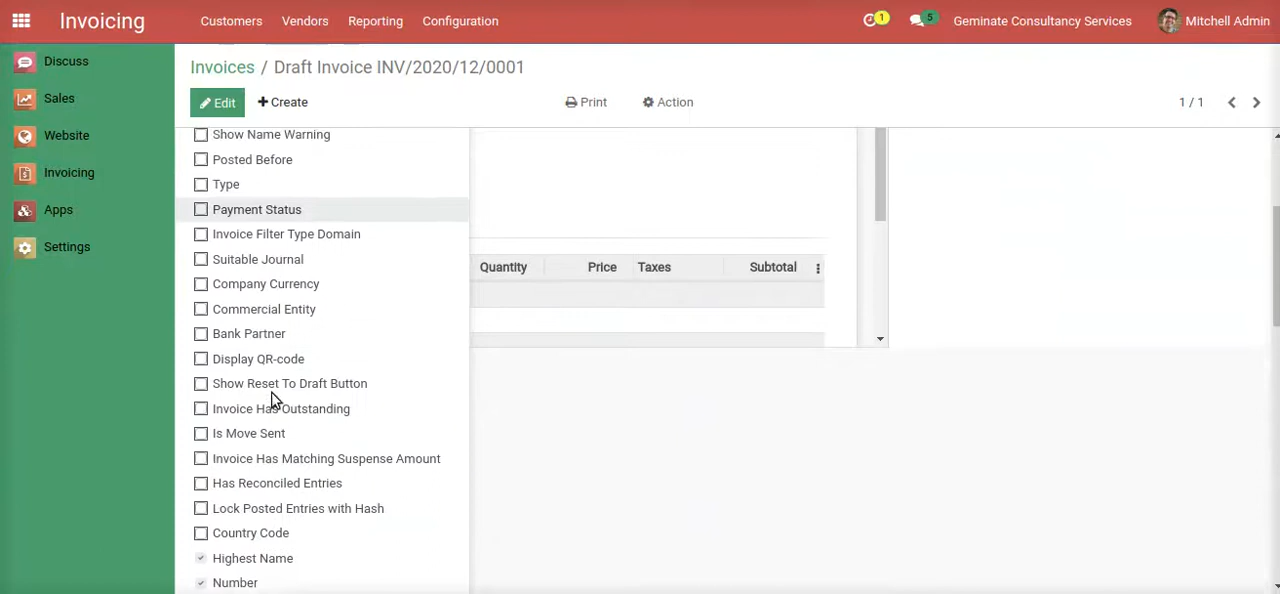 Invoicing Customers Vendors Reporting Configuration 1 5 Geminate Consultancy Services Mitchell Admin
Discuss
Sales
Website
Invoicing
Apps
Settings
Invoices / Draft Invoice INV/2020/12/0001
Edit + Create Print Action 1 / 1
Show Name Warning
Posted Before
Type
Payment Status
Invoice Filter Type Domain
Suitable Journal
Company Currency
Commercial Entity
Bank Partner
Display QR-code
Show Reset To Draft Button
Invoice Has Outstanding
Is Move Sent
Invoice Has Matching Suspense Amount
Has Reconciled Entries
Lock Posted Entries with Hash
Country Code
Highest Name
Number
Quantity Price Taxes Subtotal